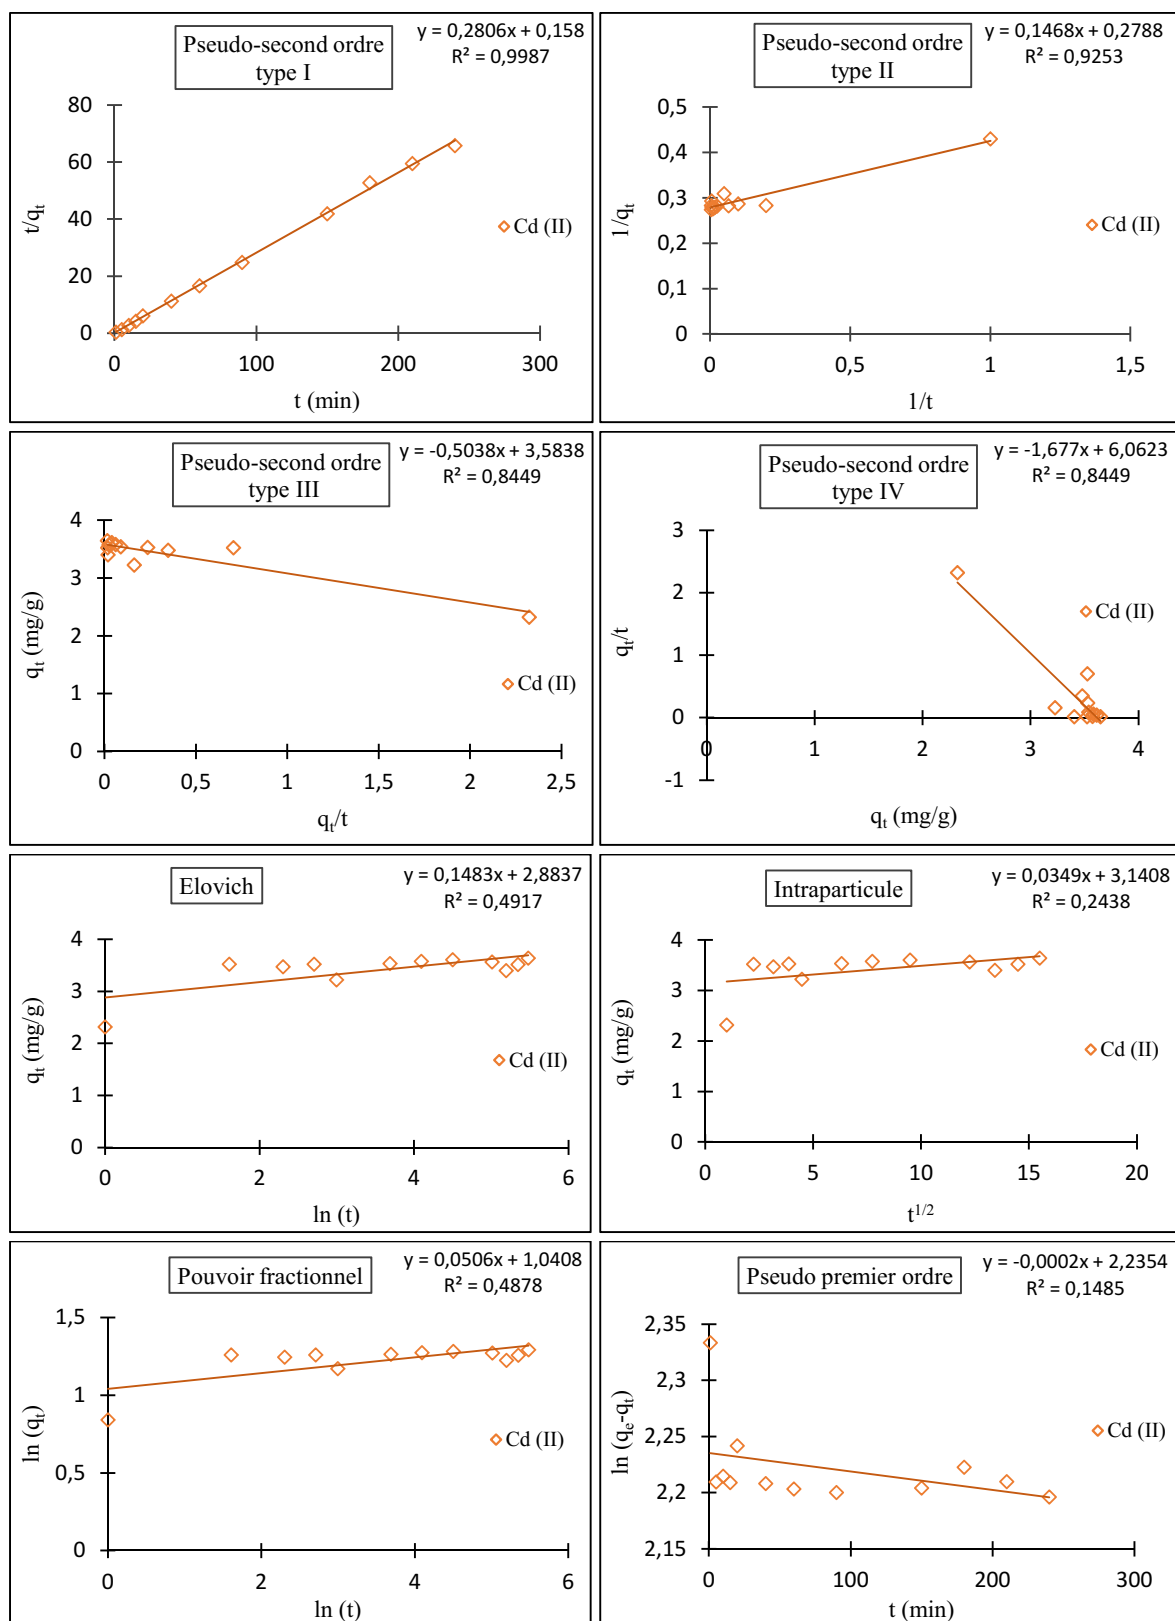 Pseudo-second ordre
type I
y = 0,2806x + 0,158
R² = 0,9987
80
60
40
20
0
t/qₜ
0 100 200 300
t (min)
Cd (II)
Pseudo-second ordre
type II
y = 0,1468x + 0,2788
R² = 0,9253
0,5
0,4
0,3
0,2
0,1
0
1/qₜ
0 0,5 1 1,5
1/t
Cd (II)
Pseudo-second ordre
type III
y = -0,5038x + 3,5838
R² = 0,8449
4
3
2
1
0
qₜ (mg/g)
0 0,5 1 1,5 2 2,5
qₜ/t
Cd (II)
Pseudo-second ordre
type IV
y = -1,677x + 6,0623
R² = 0,8449
3
2
1
0
-1
qₜ/t
0 1 2 3 4
qₜ (mg/g)
Cd (II)
Elovich
y = 0,1483x + 2,8837
R² = 0,4917
4
3
2
1
0
qₜ (mg/g)
0 2 4 6
ln (t)
Cd (II)
Intraparticule
y = 0,0349x + 3,1408
R² = 0,2438
4
3
2
1
0
qₜ (mg/g)
0 5 10 15 20
t¹ᐟ²
Cd (II)
Pouvoir fractionnel
y = 0,0506x + 1,0408
R² = 0,4878
1,5
1
0,5
0
ln (qₜ)
0 2 4 6
ln (t)
Cd (II)
Pseudo premier ordre
y = -0,0002x + 2,2354
R² = 0,1485
2,35
2,3
2,25
2,2
2,15
ln (qₑ-qₜ)
0 100 200 300
t (min)
Cd (II)